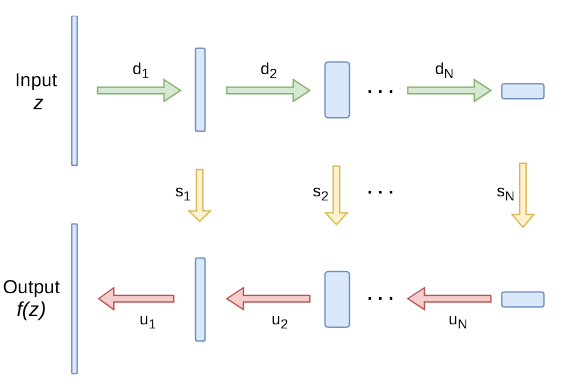 Input
z
d1
d2
...
dN
s1
s2
...
sN
Output
f(z)
u1
u2
...
uN